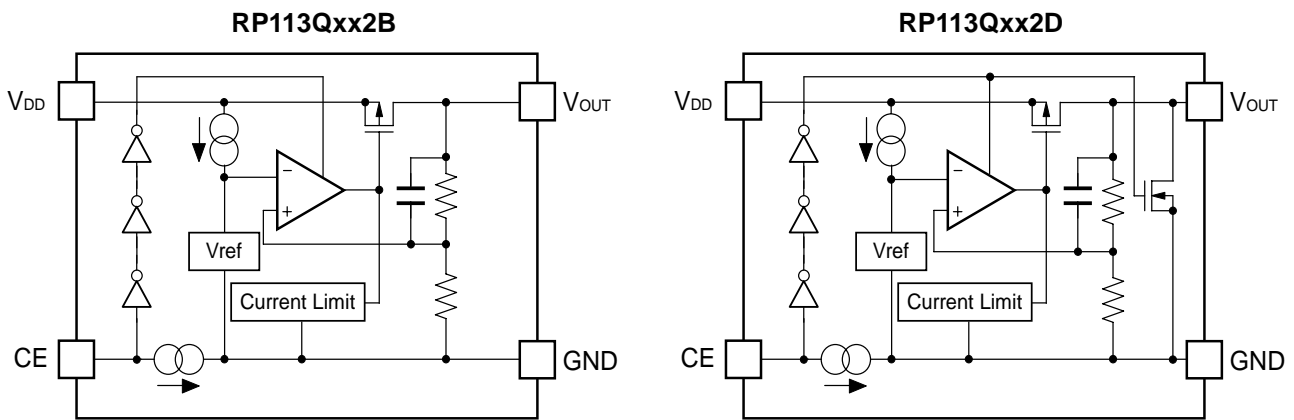 RP113Qxx2B
VDD
VOUT
−
+
Vref
Current Limit
CE
GND
RP113Qxx2D
VDD
VOUT
−
+
Vref
Current Limit
CE
GND